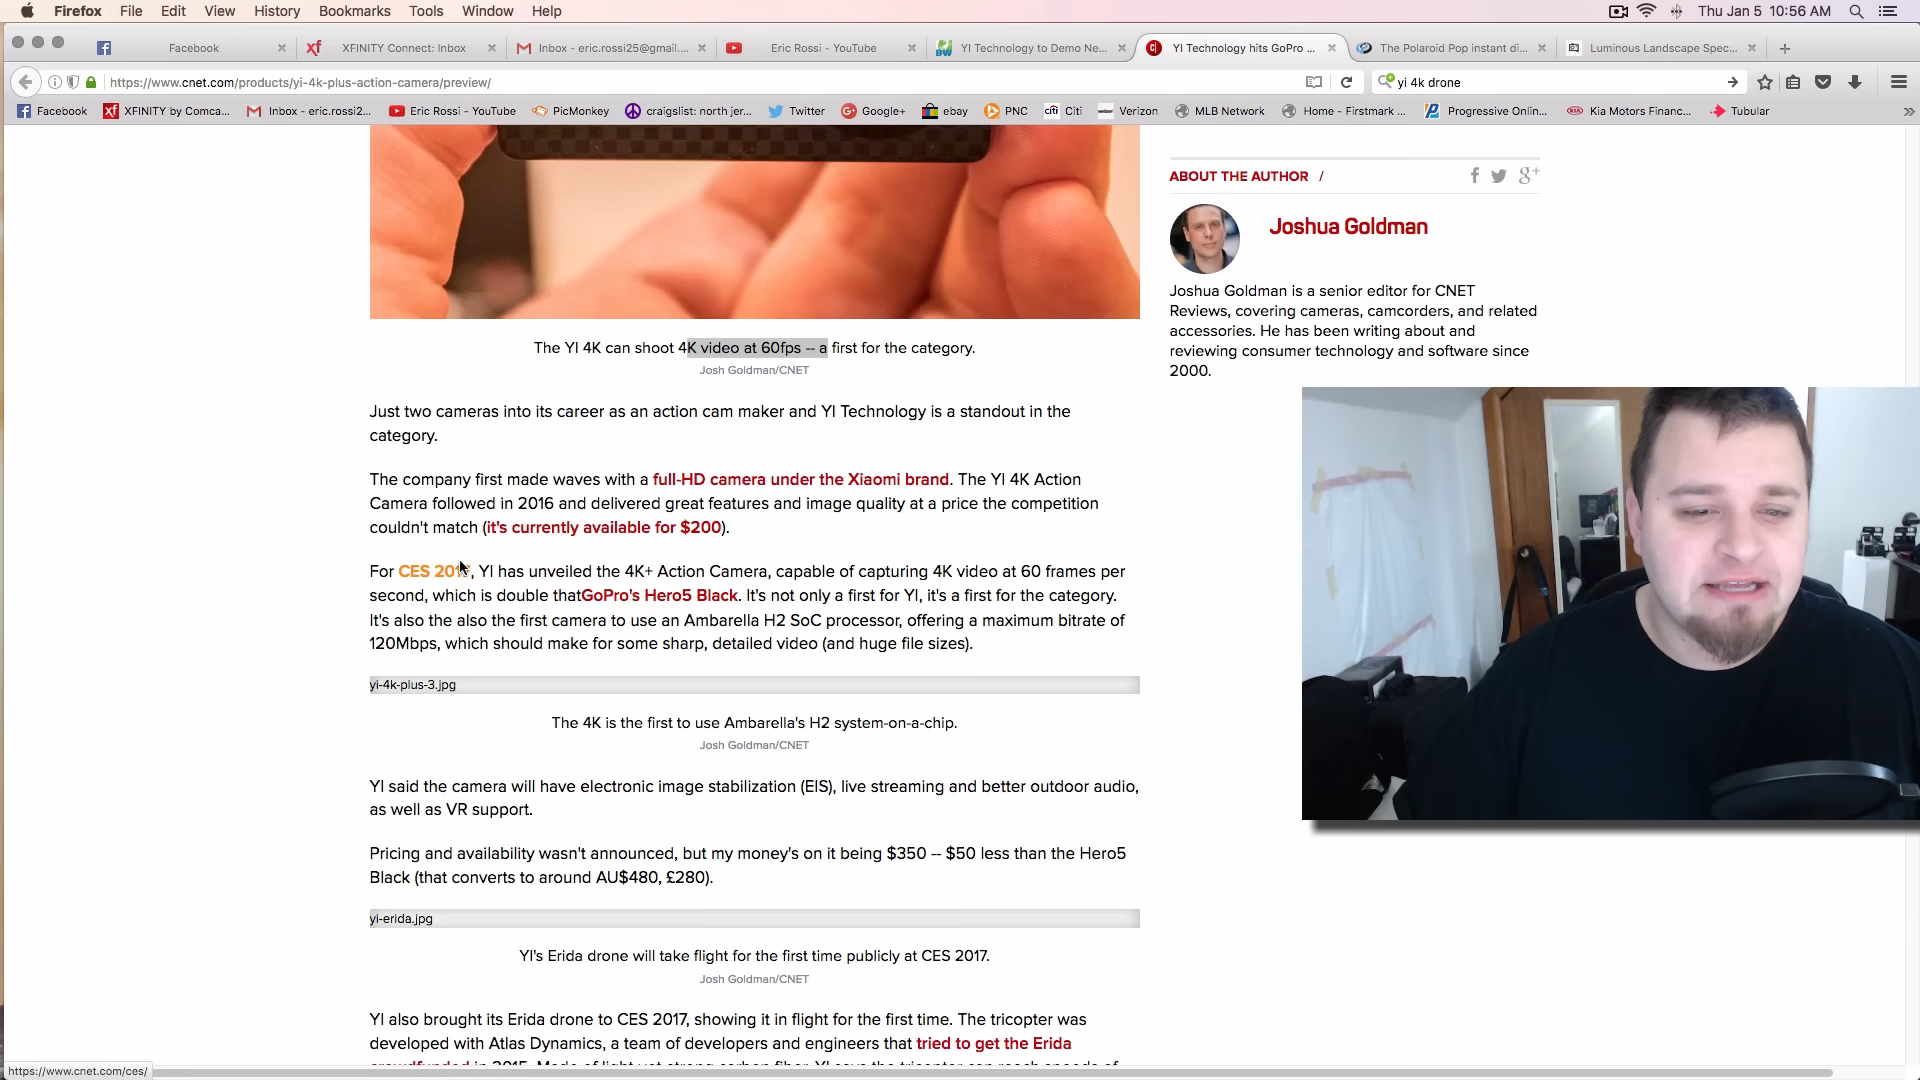 Firefox File Edit View History Bookmarks Tools Window Help Thu Jan 5 10:56 AM
Facebook XFINITY Connect: Inbox Inbox - eric.rossi25@gmail.... Eric Rossi - YouTube YI Technology to Demo Ne... YI Technology hits GoPro ... The Polaroid Pop instant di... Luminous Landscape Spec...
https://www.cnet.com/products/yi-4k-plus-action-camera/preview/ yi 4k drone
Facebook XFINITY by Comca... Inbox - eric.rossi2... Eric Rossi - YouTube PicMonkey craigslist: north jer... Twitter Google+ ebay PNC Citi Verizon MLB Network Home - Firstmark ... Progressive Onlin... Kia Motors Financ... Tubular
The YI 4K can shoot 4K video at 60fps -- a first for the category.
Josh Goldman/CNET
Just two cameras into its career as an action cam maker and YI Technology is a standout in the
category.
The company first made waves with a full-HD camera under the Xiaomi brand. The YI 4K Action
Camera followed in 2016 and delivered great features and image quality at a price the competition
couldn't match (it's currently available for $200).
For CES 2017, YI has unveiled the 4K+ Action Camera, capable of capturing 4K video at 60 frames per
second, which is double thatGoPro's Hero5 Black. It's not only a first for YI, it's a first for the category.
It's also the also the first camera to use an Ambarella H2 SoC processor, offering a maximum bitrate of
120Mbps, which should make for some sharp, detailed video (and huge file sizes).
yi-4k-plus-3.jpg
The 4K is the first to use Ambarella's H2 system-on-a-chip.
Josh Goldman/CNET
YI said the camera will have electronic image stabilization (EIS), live streaming and better outdoor audio,
as well as VR support.
Pricing and availability wasn't announced, but my money's on it being $350 -- $50 less than the Hero5
Black (that converts to around AU$480, £280).
yi-erida.jpg
YI's Erida drone will take flight for the first time publicly at CES 2017.
Josh Goldman/CNET
YI also brought its Erida drone to CES 2017, showing it in flight for the first time. The tricopter was
developed with Atlas Dynamics, a team of developers and engineers that tried to get the Erida
ABOUT THE AUTHOR /
Joshua Goldman
Joshua Goldman is a senior editor for CNET
Reviews, covering cameras, camcorders, and related
accessories. He has been writing about and
reviewing consumer technology and software since
2000.
https://www.cnet.com/ces/